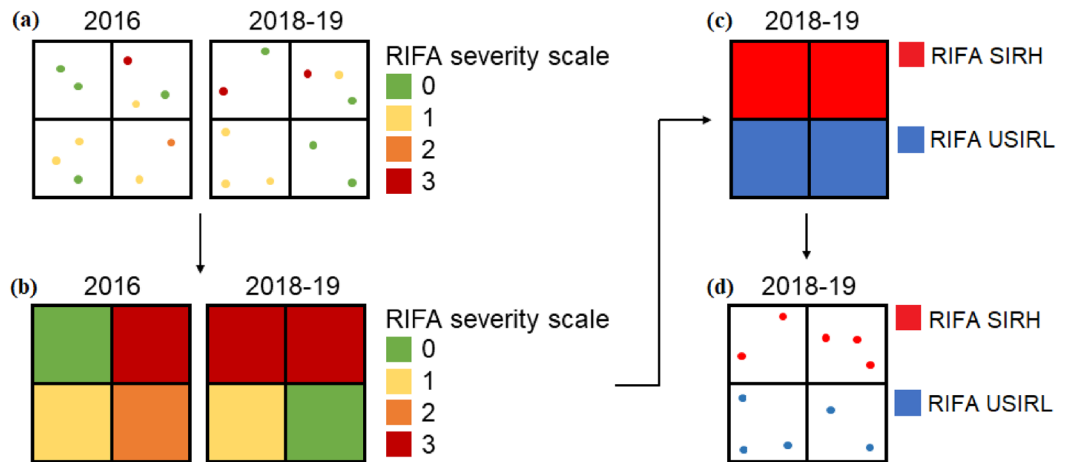 (a)
2016
2018-19
RIFA severity scale
0
1
2
3
(b)
2016
2018-19
RIFA severity scale
0
1
2
3
(c)
2018-19
RIFA SIRH
RIFA USIRL
(d)
2018-19
RIFA SIRH
RIFA USIRL